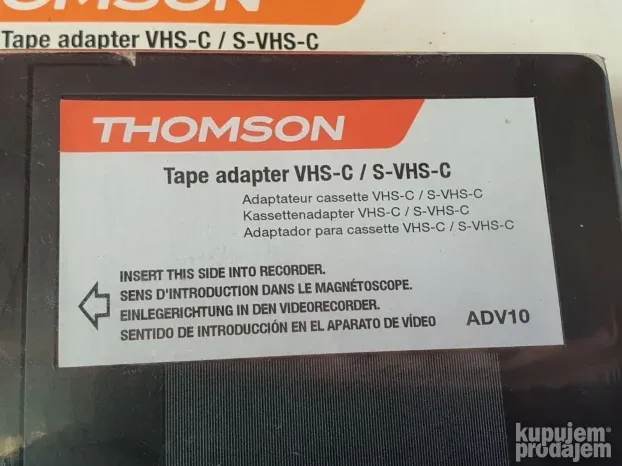 THOMSON
Tape adapter VHS-C / S-VHS-C
THOMSON
Tape adapter VHS-C / S-VHS-C
Adaptateur cassette VHS-C / S-VHS-C
Kassettenadapter VHS-C / S-VHS-C
Adaptador para cassette VHS-C / S-VHS-C
INSERT THIS SIDE INTO RECORDER.
SENS D'INTRODUCTION DANS LE MAGNÉTOSCOPE.
EINLEGERICHTUNG IN DEN VIDEORECORDER.
SENTIDO DE INTRODUCCIÓN EN EL APARATO DE VÍDEO
ADV10
kupujem
prodajem